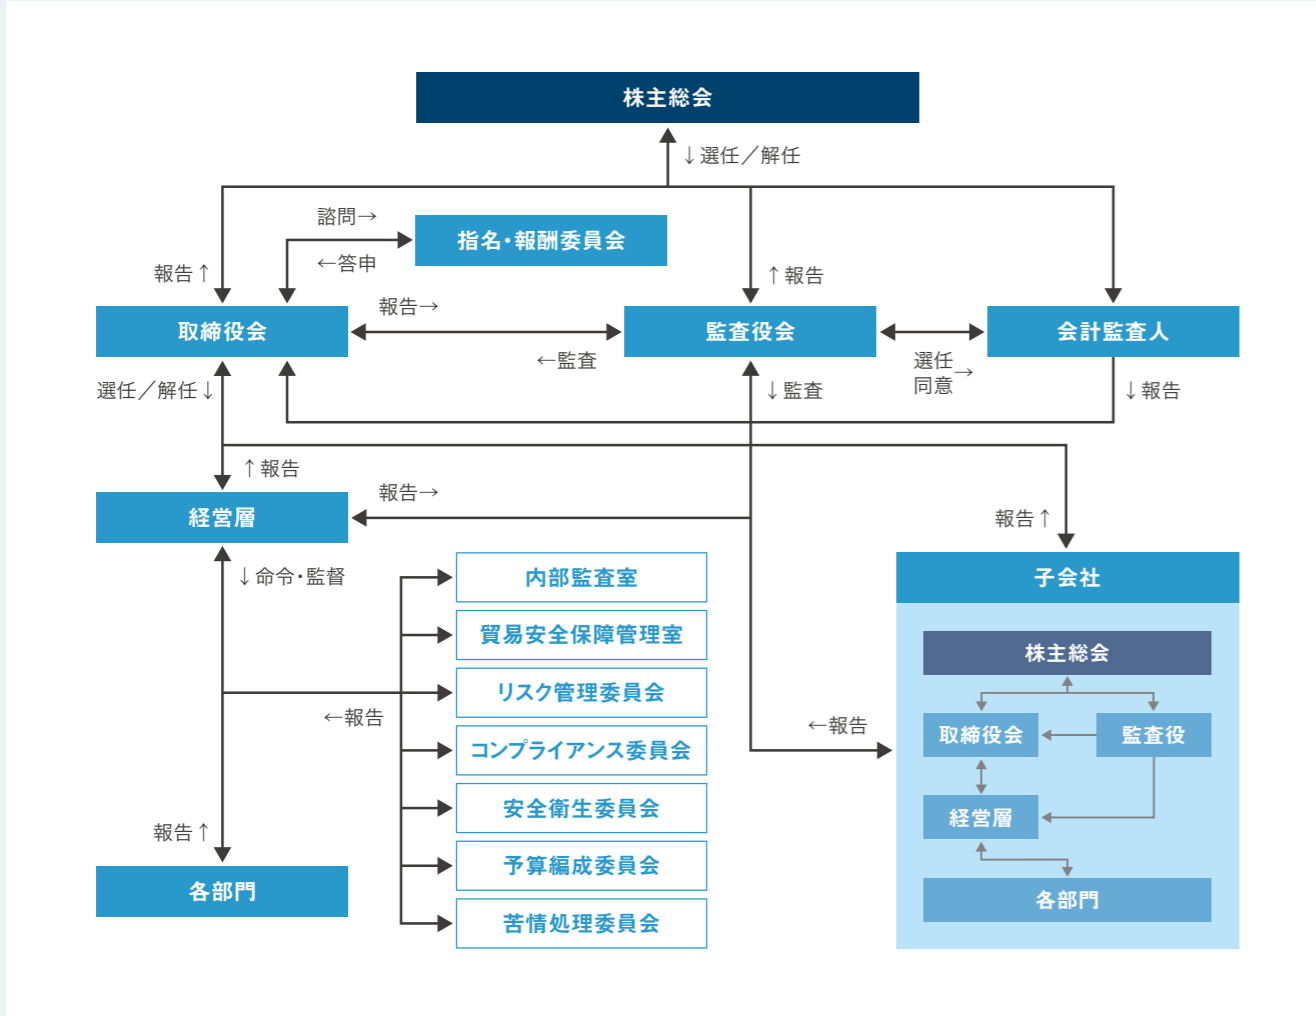 株主総会
↓選任／解任
諮問→
指名・報酬委員会
←答申
報告↑
↑報告
取締役会
報告→
←監査
監査役会
会計監査人
選任
同意→
選任／解任↓
↓監査
↓報告
↑報告
経営層
報告→
報告↑
↓命令・監督
内部監査室
貿易安全保障管理室
リスク管理委員会
←報告
コンプライアンス委員会
安全衛生委員会
予算編成委員会
苦情処理委員会
報告↑
各部門
←報告
子会社
株主総会
取締役会
監査役
経営層
各部門